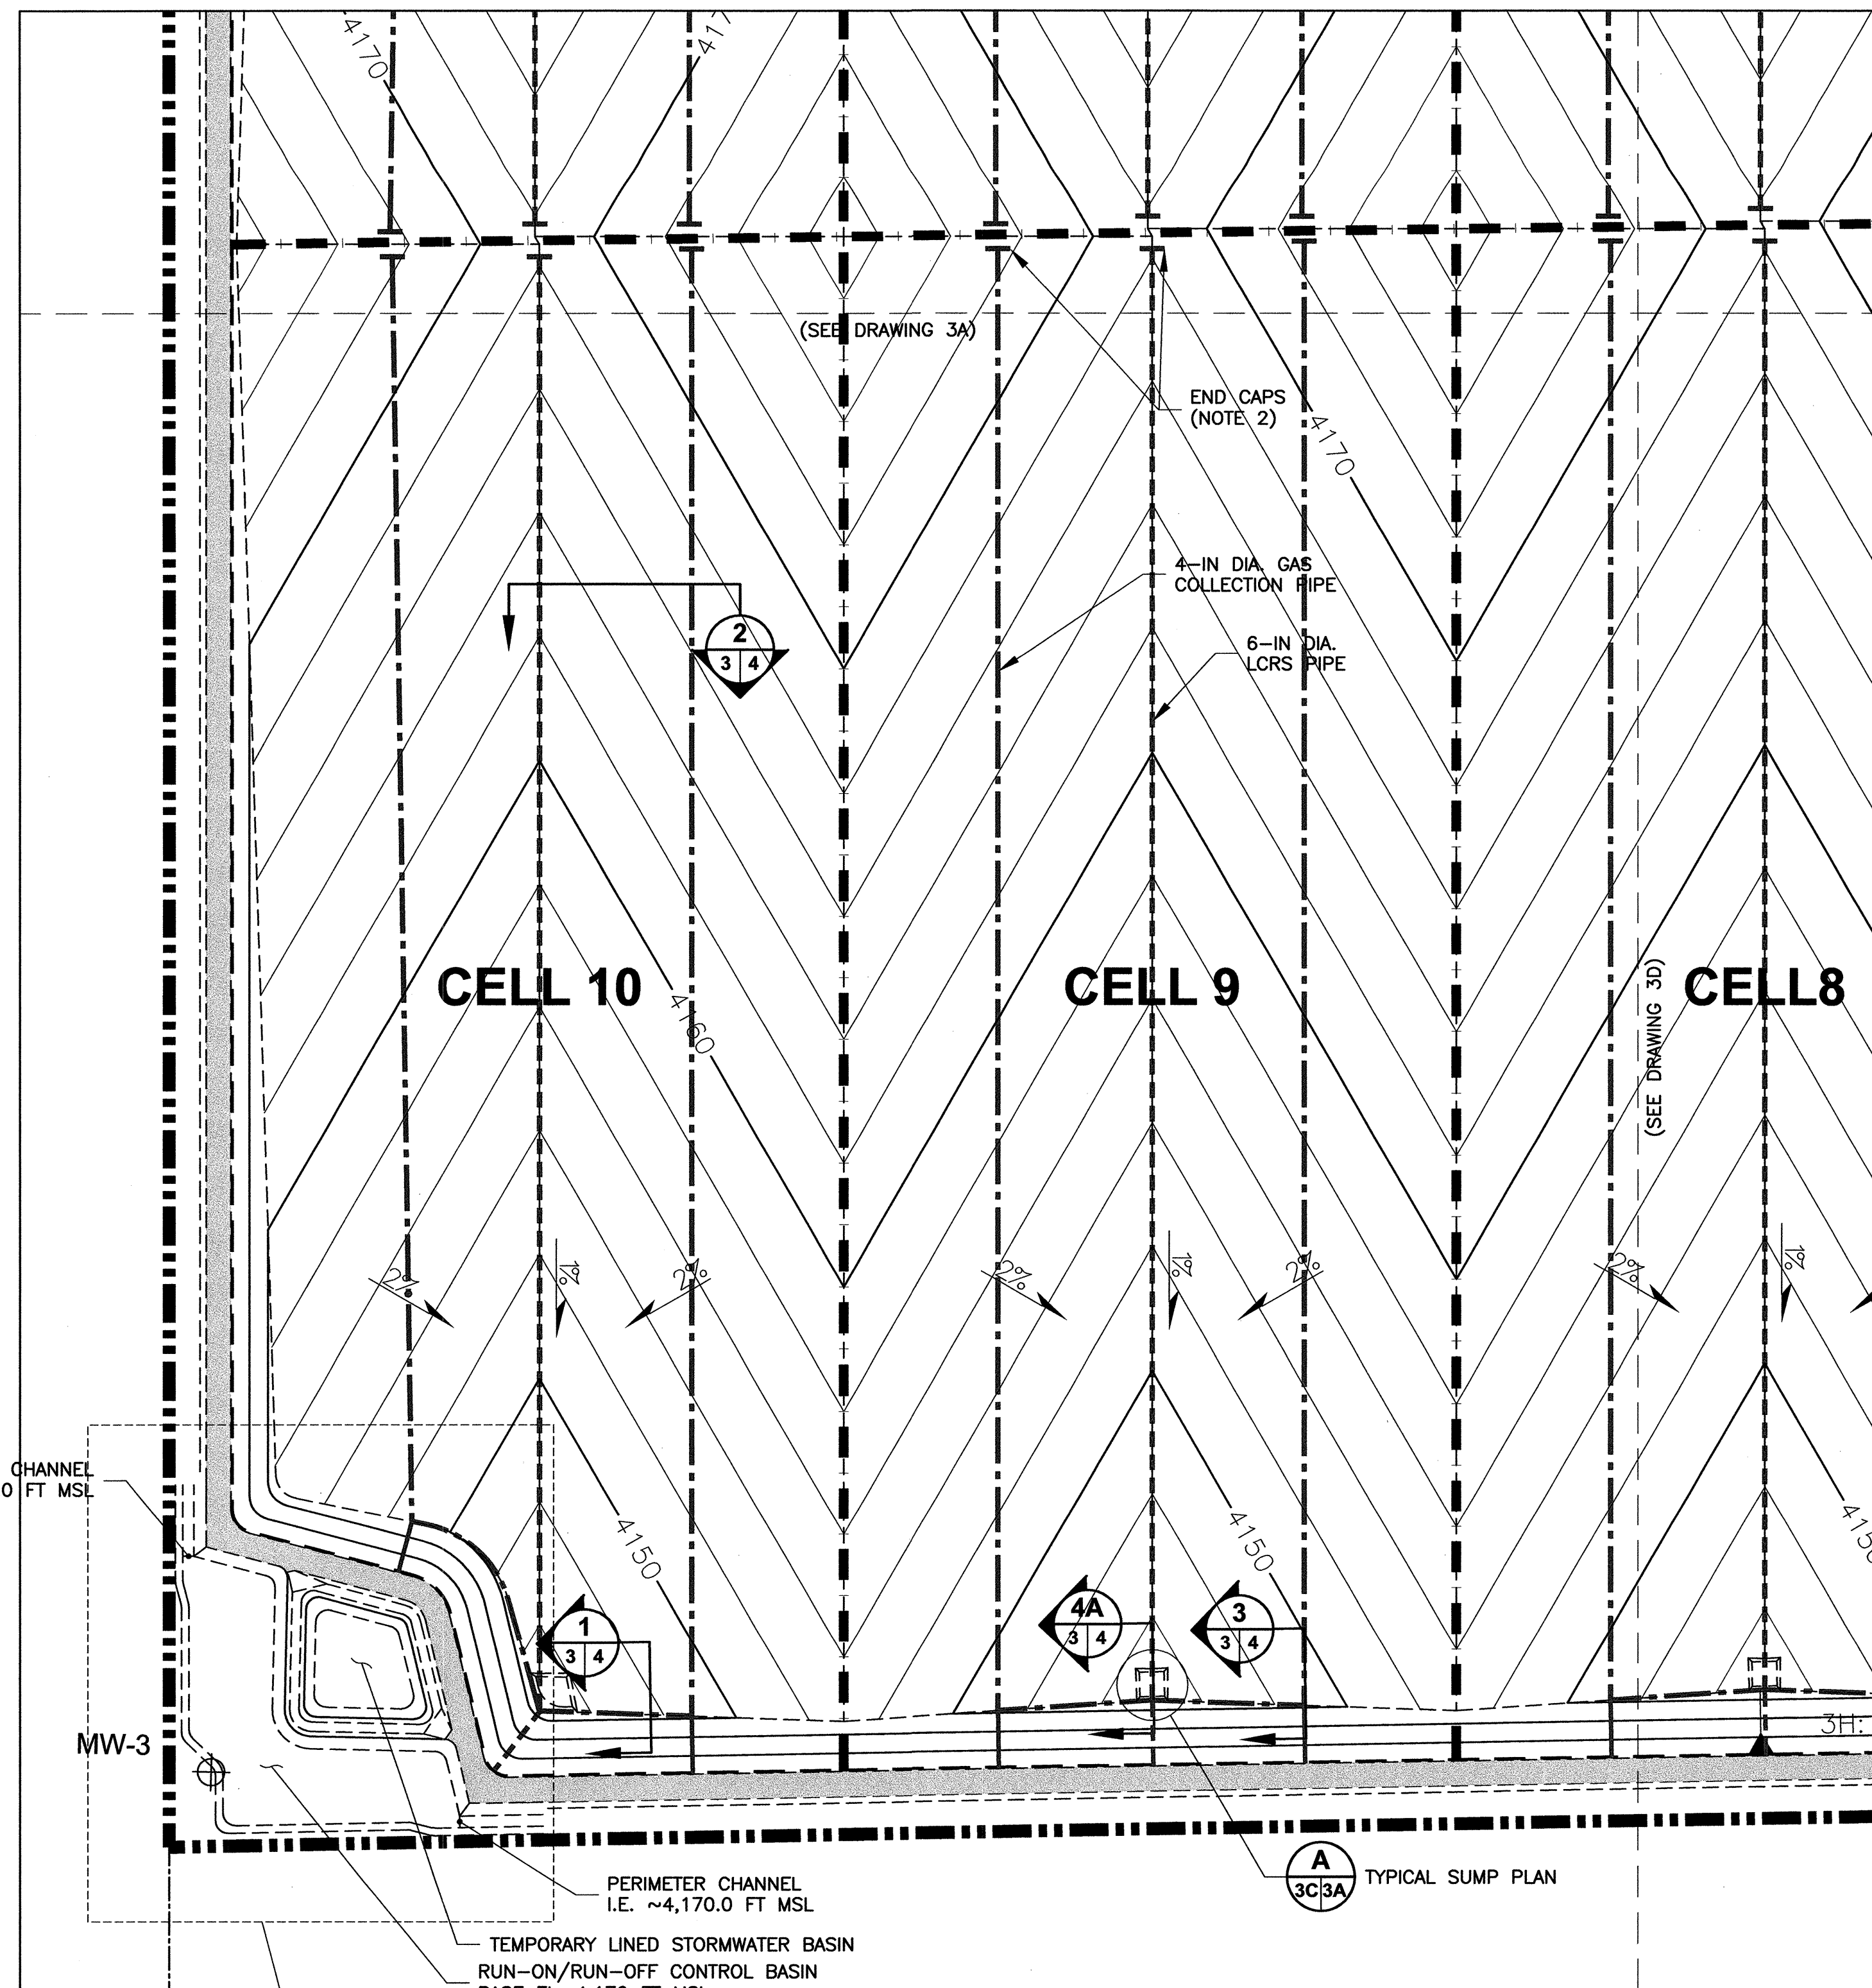 4170
417
(SEE DRAWING 3A)
END CAPS
(NOTE 2)
4170
4-IN DIA. GAS
COLLECTION PIPE
2
3 4
6-IN DIA.
LCRS PIPE
CELL 10
CELL 9
CELL8
4160
(SEE DRAWING 3D)
2%
1%
2%
2%
1%
2%
2%
1%
CHANNEL
0 FT MSL
4150
4150
415
1
3 4
4A
3 4
3
3 4
3H:
MW-3
A
3C 3A
TYPICAL SUMP PLAN
PERIMETER CHANNEL
I.E. ~4,170.0 FT MSL
TEMPORARY LINED STORMWATER BASIN
RUN-ON/RUN-OFF CONTROL BASIN